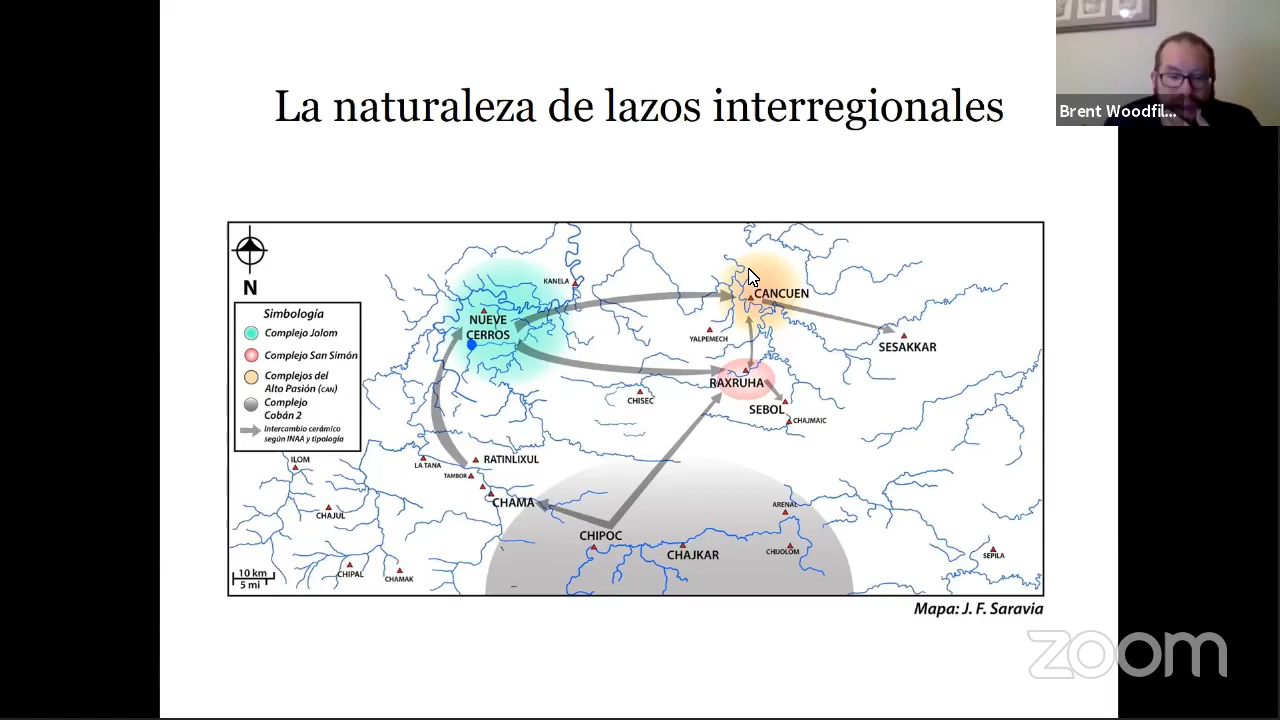 La naturaleza de lazos interregionales
Brent Woodfil...
N
Simbología
Complejo Jolom
Complejo San Simón
Complejos del
Alto Pasión (CAN)
Complejo
Cobán 2
Intercambio cerámico
según INAA y tipología
KANELA
NUEVE
CERROS
CANCUEN
YALPEMECH
SESAKKAR
RAXRUHA
CHISEC
SEBOL
CHAJMAIC
ILOM
LA TANA
RATINLIXUL
TAMBOR
CHAMA
CHAJUL
ARENAL
CHIPOC
CHAJKAR
CHIJOLOM
SEPILA
CHIPAL
CHAMAK
10 km
5 mi
Mapa: J. F. Saravia
zoom